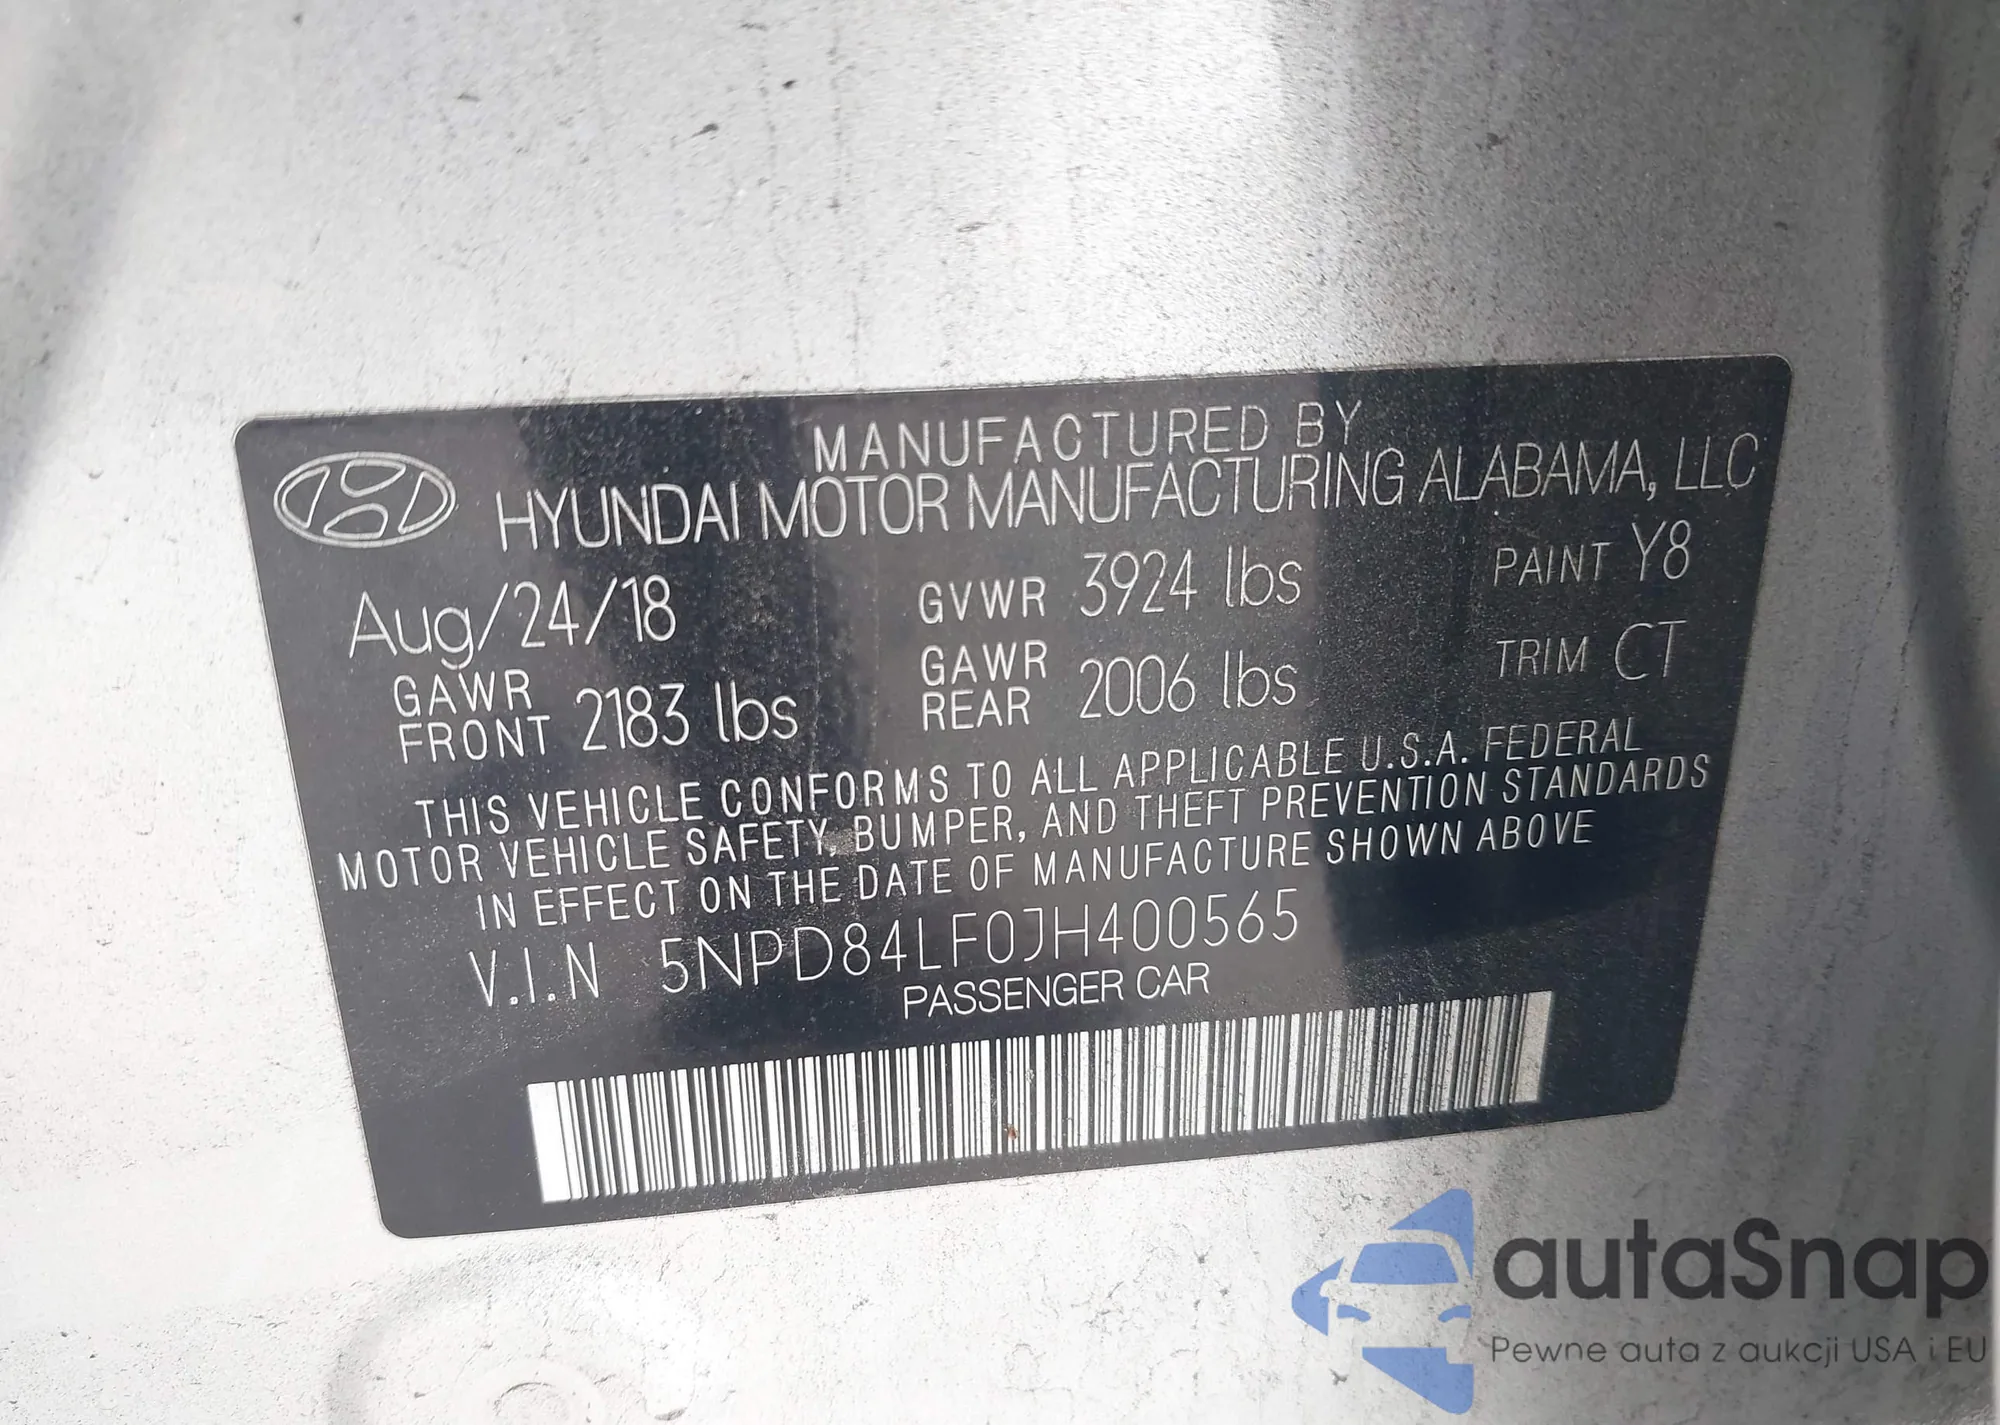 MANUFACTURED BY
HYUNDAI MOTOR MANUFACTURING ALABAMA, LLC
Aug/24/18 GVWR 3924 lbs PAINT Y8
GAWR FRONT 2183 lbs GAWR REAR 2006 lbs TRIM CT
THIS VEHICLE CONFORMS TO ALL APPLICABLE U.S.A. FEDERAL
MOTOR VEHICLE SAFETY, BUMPER, AND THEFT PREVENTION STANDARDS
IN EFFECT ON THE DATE OF MANUFACTURE SHOWN ABOVE
V.I.N 5NPD84LF0JH400565
PASSENGER CAR
autaSnap
Pewne auta z aukcji USA i EU